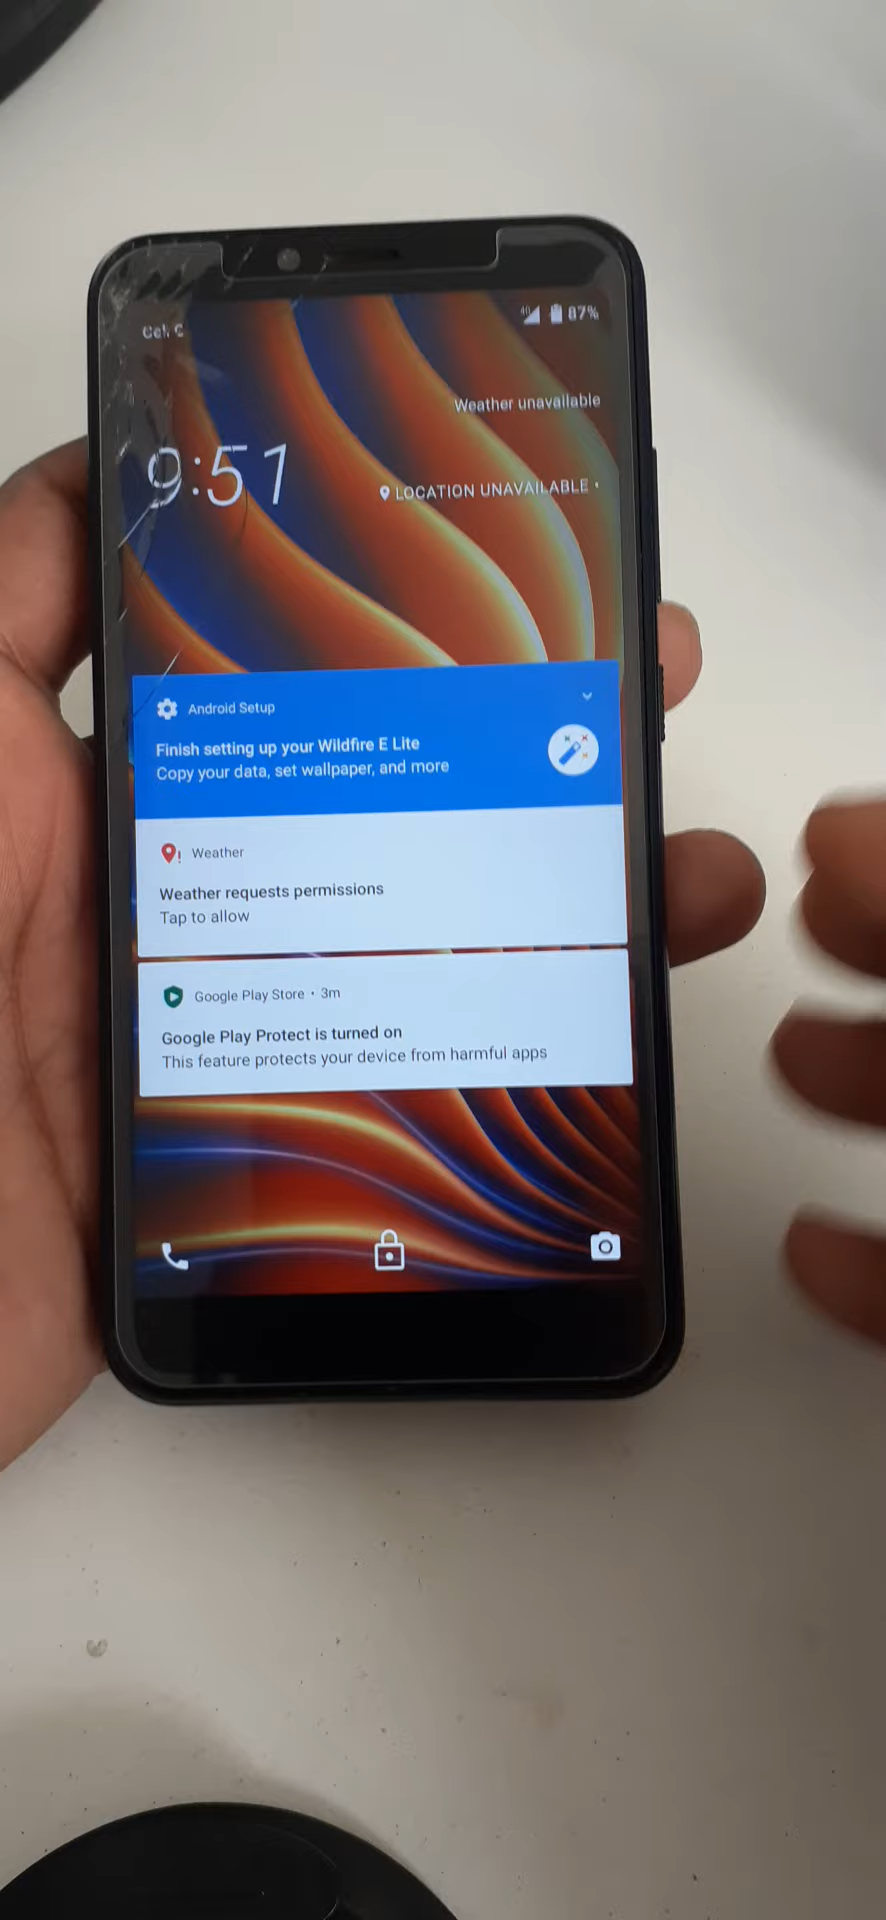 Cell C
4G 87%
Weather unavailable
9:51
LOCATION UNAVAILABLE •
Android Setup
Finish setting up your Wildfire E Lite
Copy your data, set wallpaper, and more
Weather
Weather requests permissions
Tap to allow
Google Play Store • 3m
Google Play Protect is turned on
This feature protects your device from harmful apps